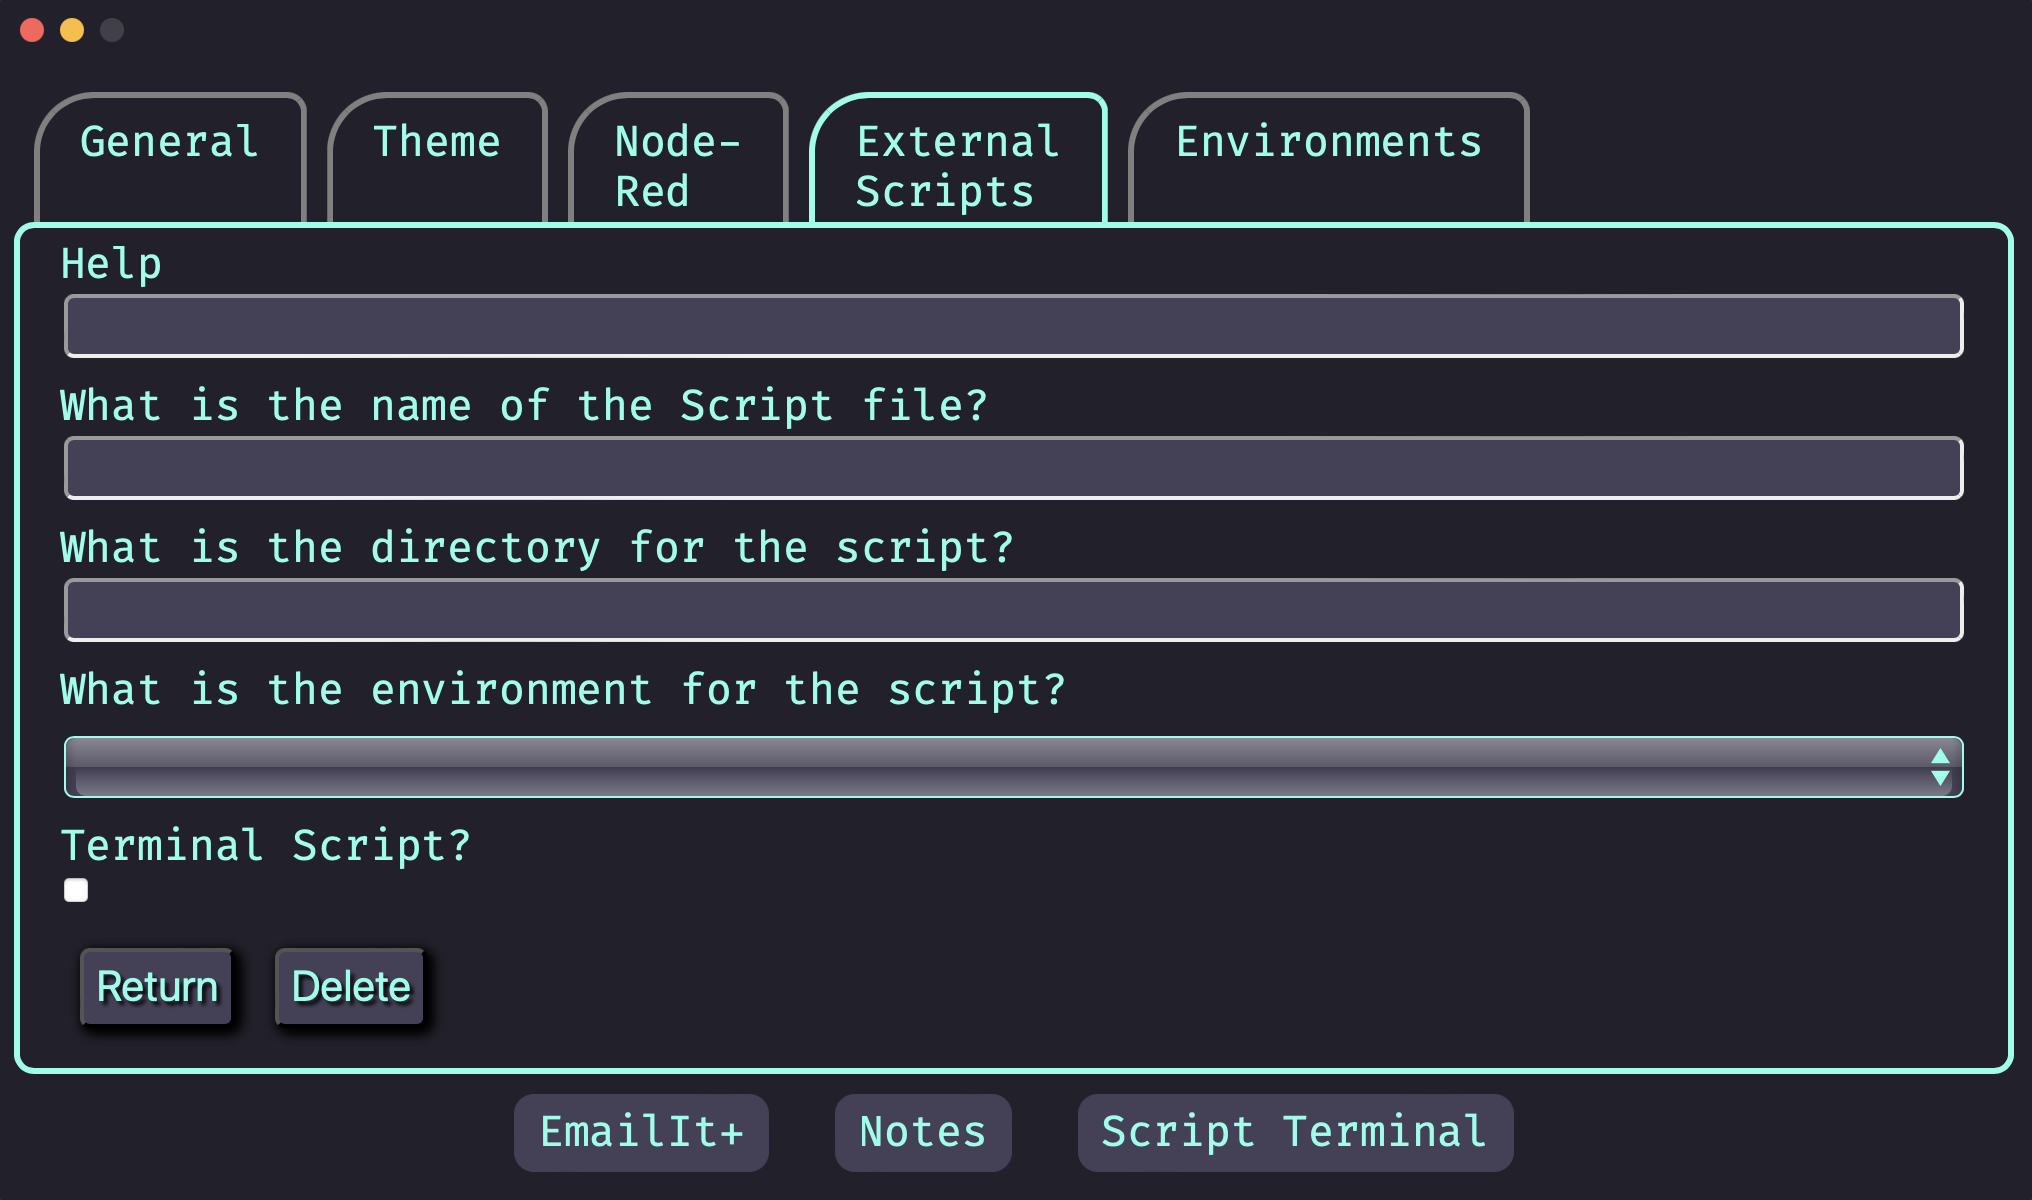 General
Theme
Node-
Red
External
Scripts
Environments
Help
What is the name of the Script file?
What is the directory for the script?
What is the environment for the script?
Terminal Script?
Return
Delete
EmailIt+
Notes
Script Terminal